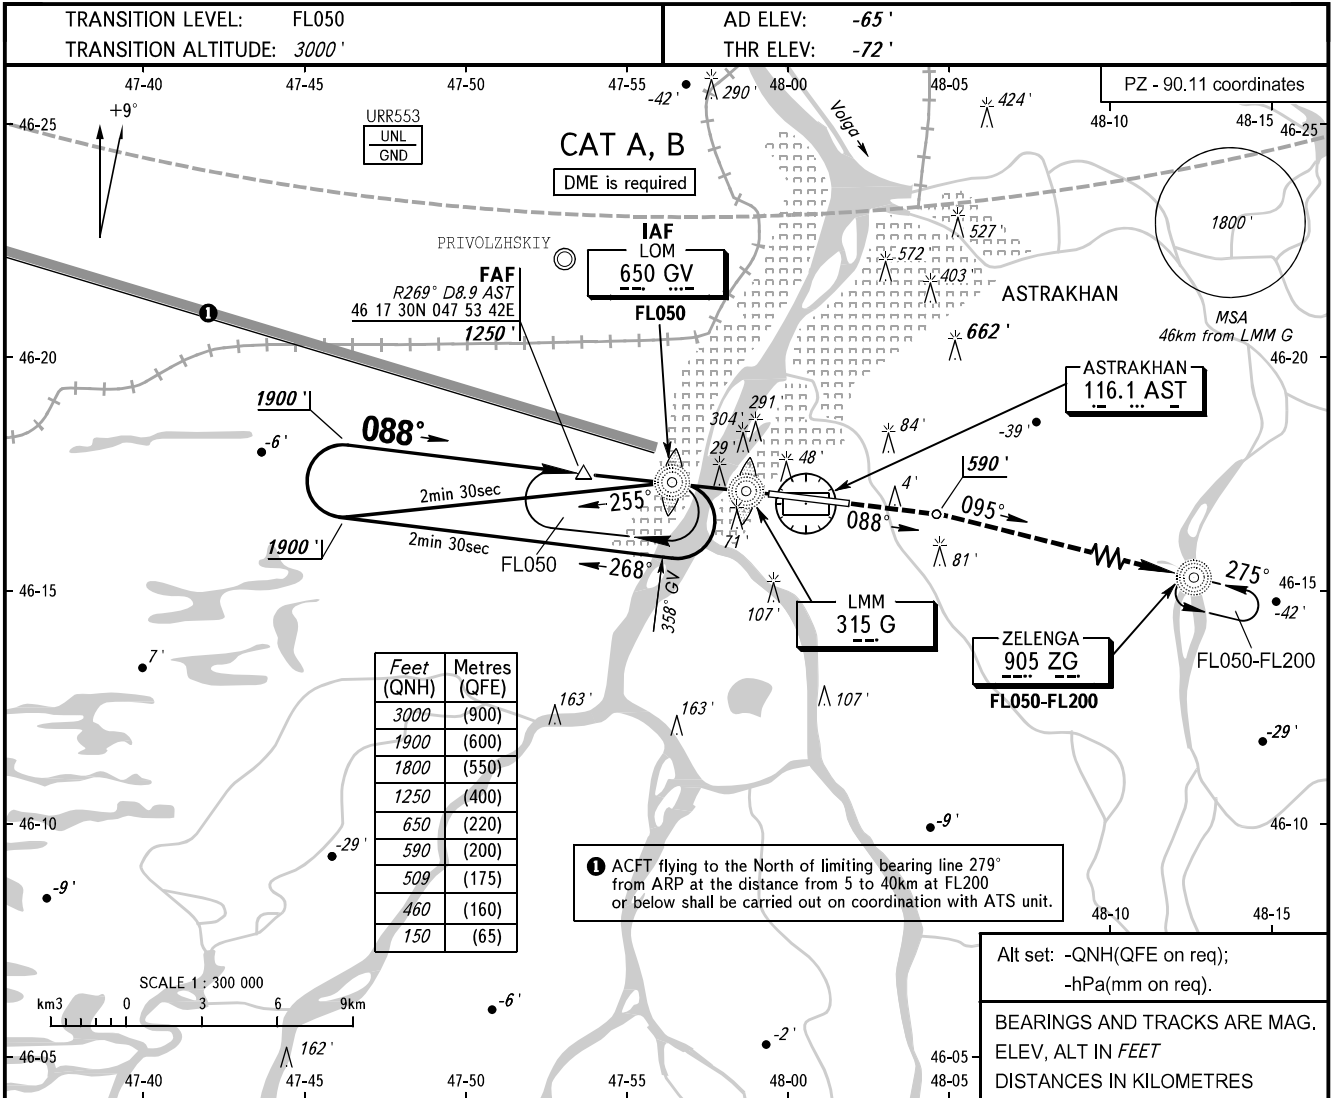 TRANSITION LEVEL: FL050
TRANSITION ALTITUDE: 3000'
AD ELEV: -65'
THR ELEV: -72'
47-40 47-45 47-50 47-55 48-00 48-05
PZ - 90.11 coordinates
48-10 48-15 46-25
46-25
+9°
URR553
UNL
GND
CAT A, B
DME is required
-42'
290'
Volga
424'
527'
572'
403'
662'
1800'
MSA
46km from LMM G
ASTRAKHAN
PRIVOLZHSKIY
IAF
LOM
650 GV
FL050
FAF
R269° D8.9 AST
46 17 30N 047 53 42E
1250'
1
46-20
46-20
ASTRAKHAN
116.1 AST
1900'
088°
-6'
2min 30sec
255°
FL050
2min 30sec
268°
1900'
358° GV
304'
291
29'
48'
71'
84'
-39'
4'
590'
088°
095°
81'
107'
LMM
315 G
275°
-42'
FL050-FL200
ZELENGA
905 ZG
FL050-FL200
46-15
46-15
7'
163'
163'
107'
-29'
Feet (QNH) Metres (QFE)
3000 (900)
1900 (600)
1800 (550)
1250 (400)
650 (220)
590 (200)
509 (175)
460 (160)
150 (65)
46-10
46-10
-29'
-9'
-9'
1 ACFT flying to the North of limiting bearing line 279°
from ARP at the distance from 5 to 40km at FL200
or below shall be carried out on coordination with ATS unit.
48-10 48-15
SCALE 1 : 300 000
km3 0 3 6 9km
-6'
-2'
162'
Alt set: -QNH(QFE on req);
-hPa(mm on req).
BEARINGS AND TRACKS ARE MAG.
ELEV, ALT IN FEET
DISTANCES IN KILOMETRES
46-05
46-05
47-40 47-45 47-50 47-55 48-00 48-05